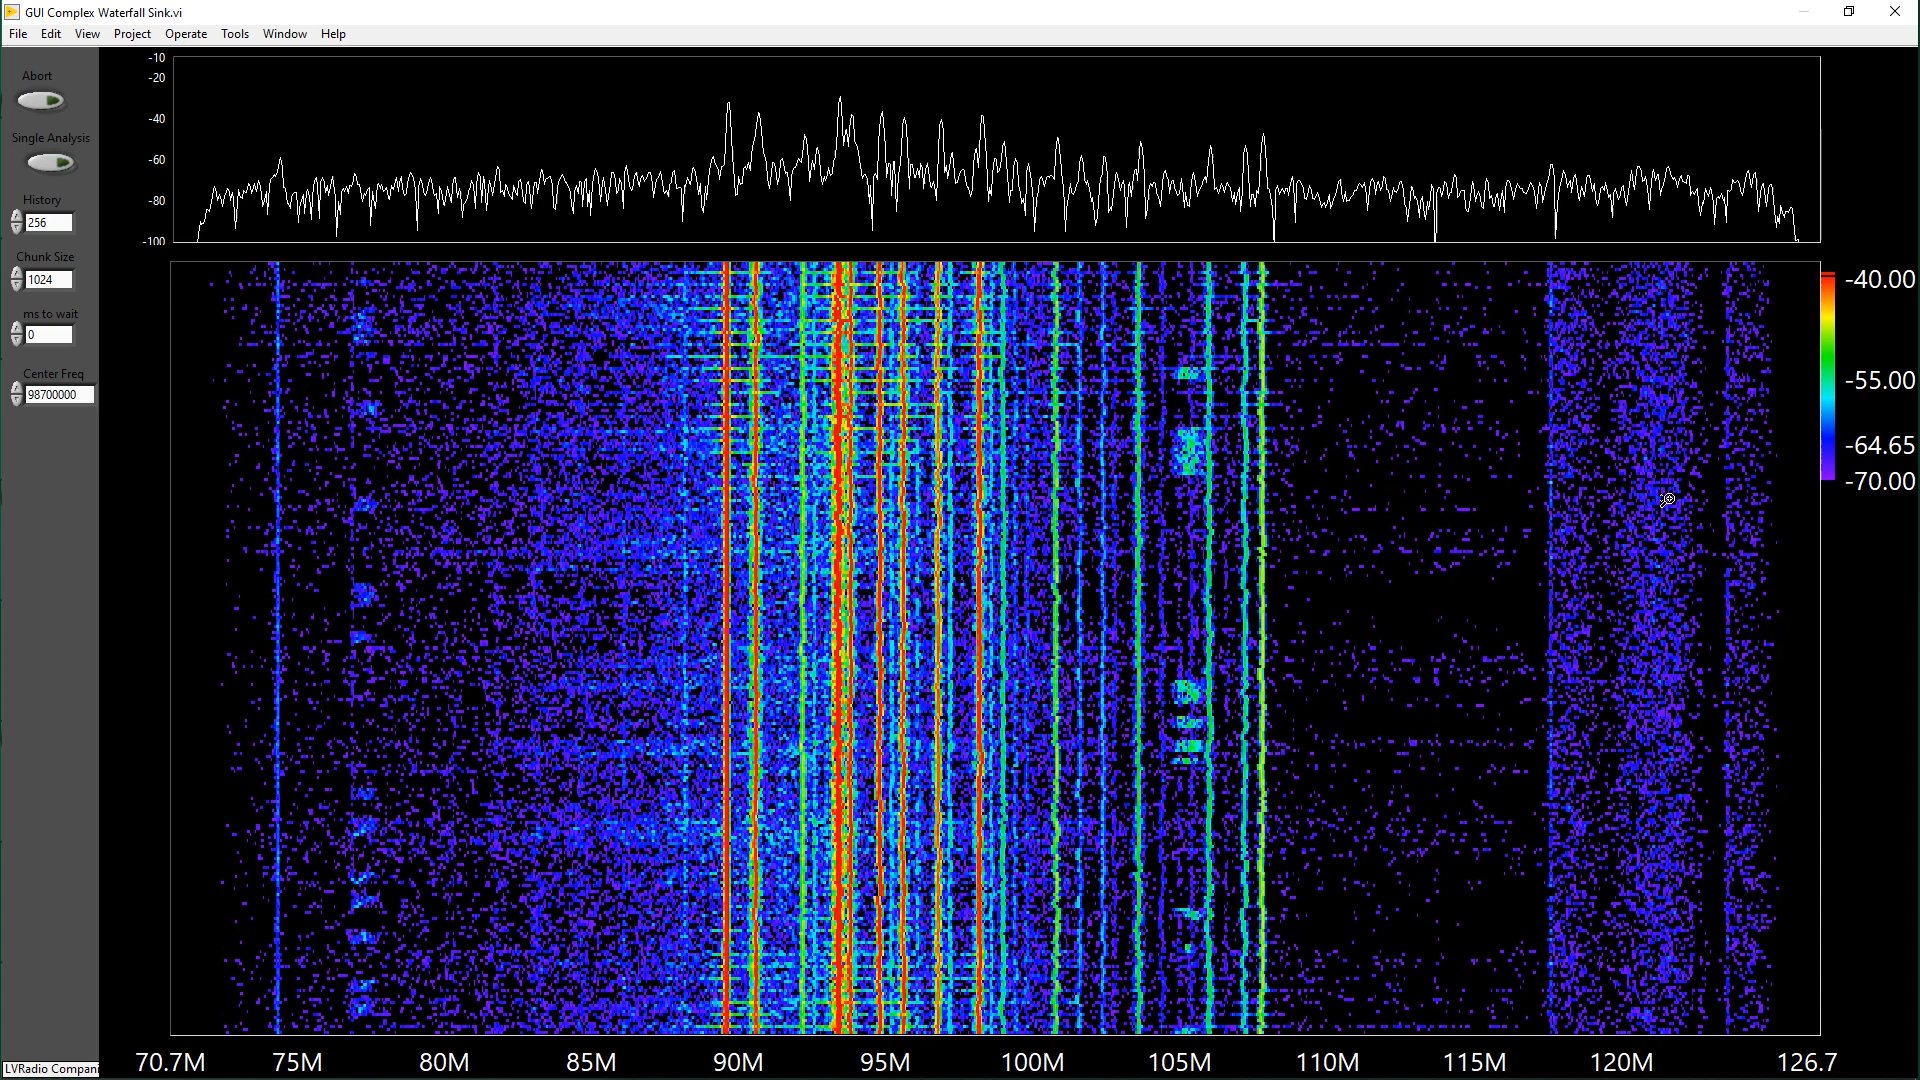 GUI Complex Waterfall Sink.vi
File Edit View Project Operate Tools Window Help
Abort
Single Analysis
History
256
Chunk Size
1024
ms to wait
0
Center Freq
98700000
-10
-20
-40
-60
-80
-100
-40.00
-55.00
-64.65
-70.00
70.7M 75M 80M 85M 90M 95M 100M 105M 110M 115M 120M 126.7
LVRadio Compani